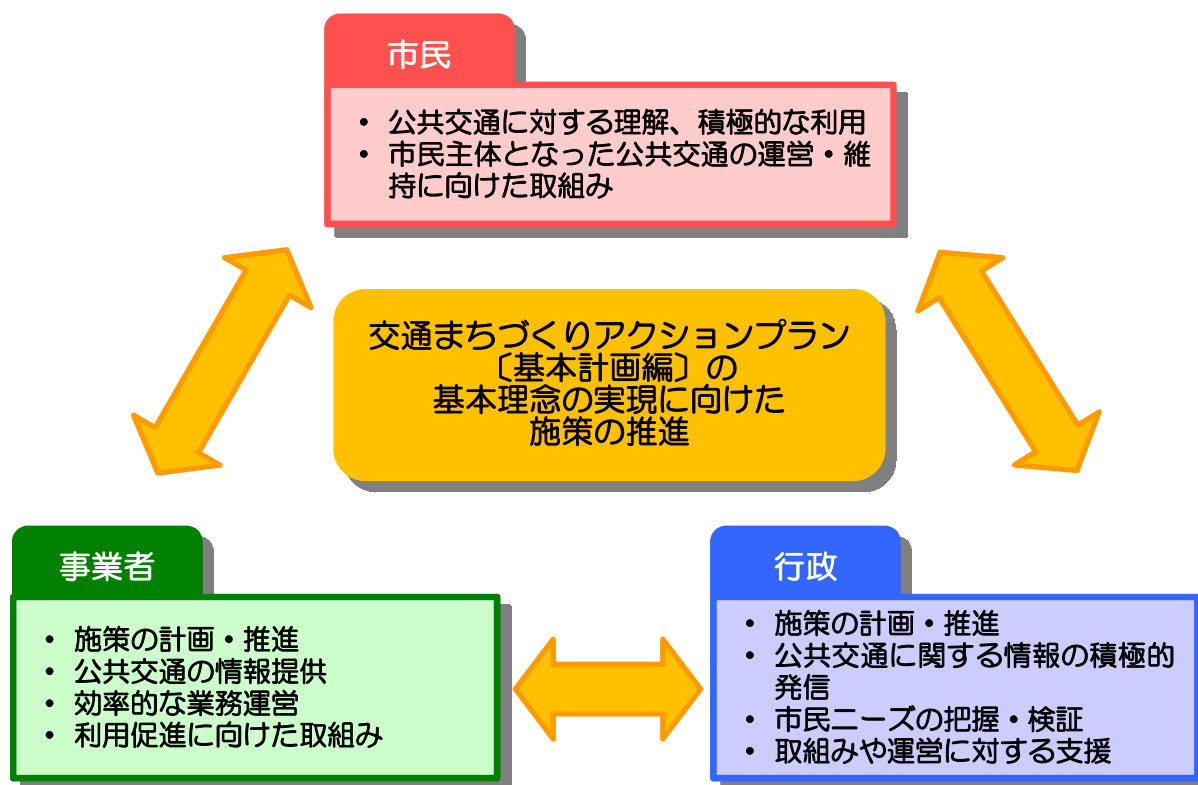 市民
• 公共交通に対する理解、積極的な利用
• 市民主体となった公共交通の運営・維
持に向けた取組み
交通まちづくりアクションプラン
〔基本計画編〕の
基本理念の実現に向けた
施策の推進
事業者
• 施策の計画・推進
• 公共交通の情報提供
• 効率的な業務運営
• 利用促進に向けた取組み
行政
• 施策の計画・推進
• 公共交通に関する情報の積極的
発信
• 市民ニーズの把握・検証
• 取組みや運営に対する支援